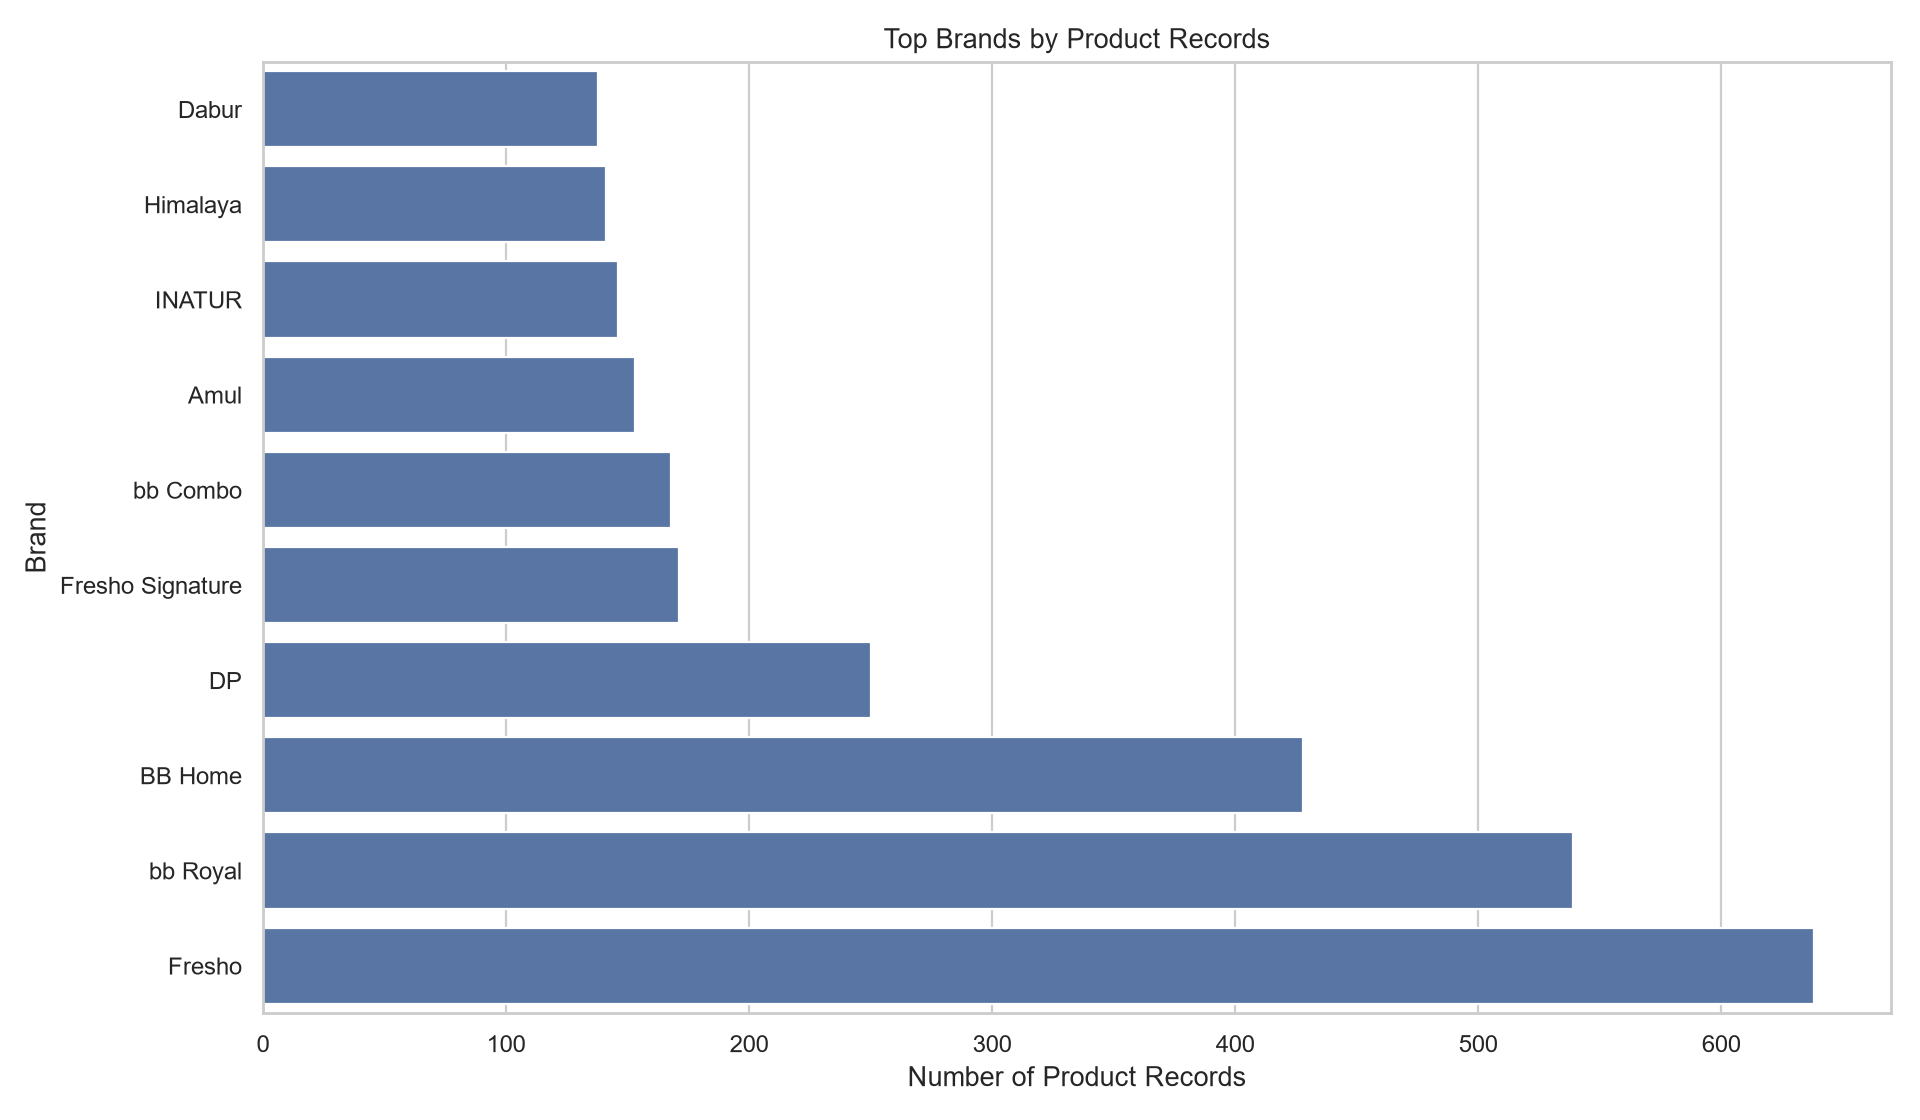 Top Brands by Product Records
Brand
Dabur
Himalaya
INATUR
Amul
bb Combo
Fresho Signature
DP
BB Home
bb Royal
Fresho
0 100 200 300 400 500 600
Number of Product Records